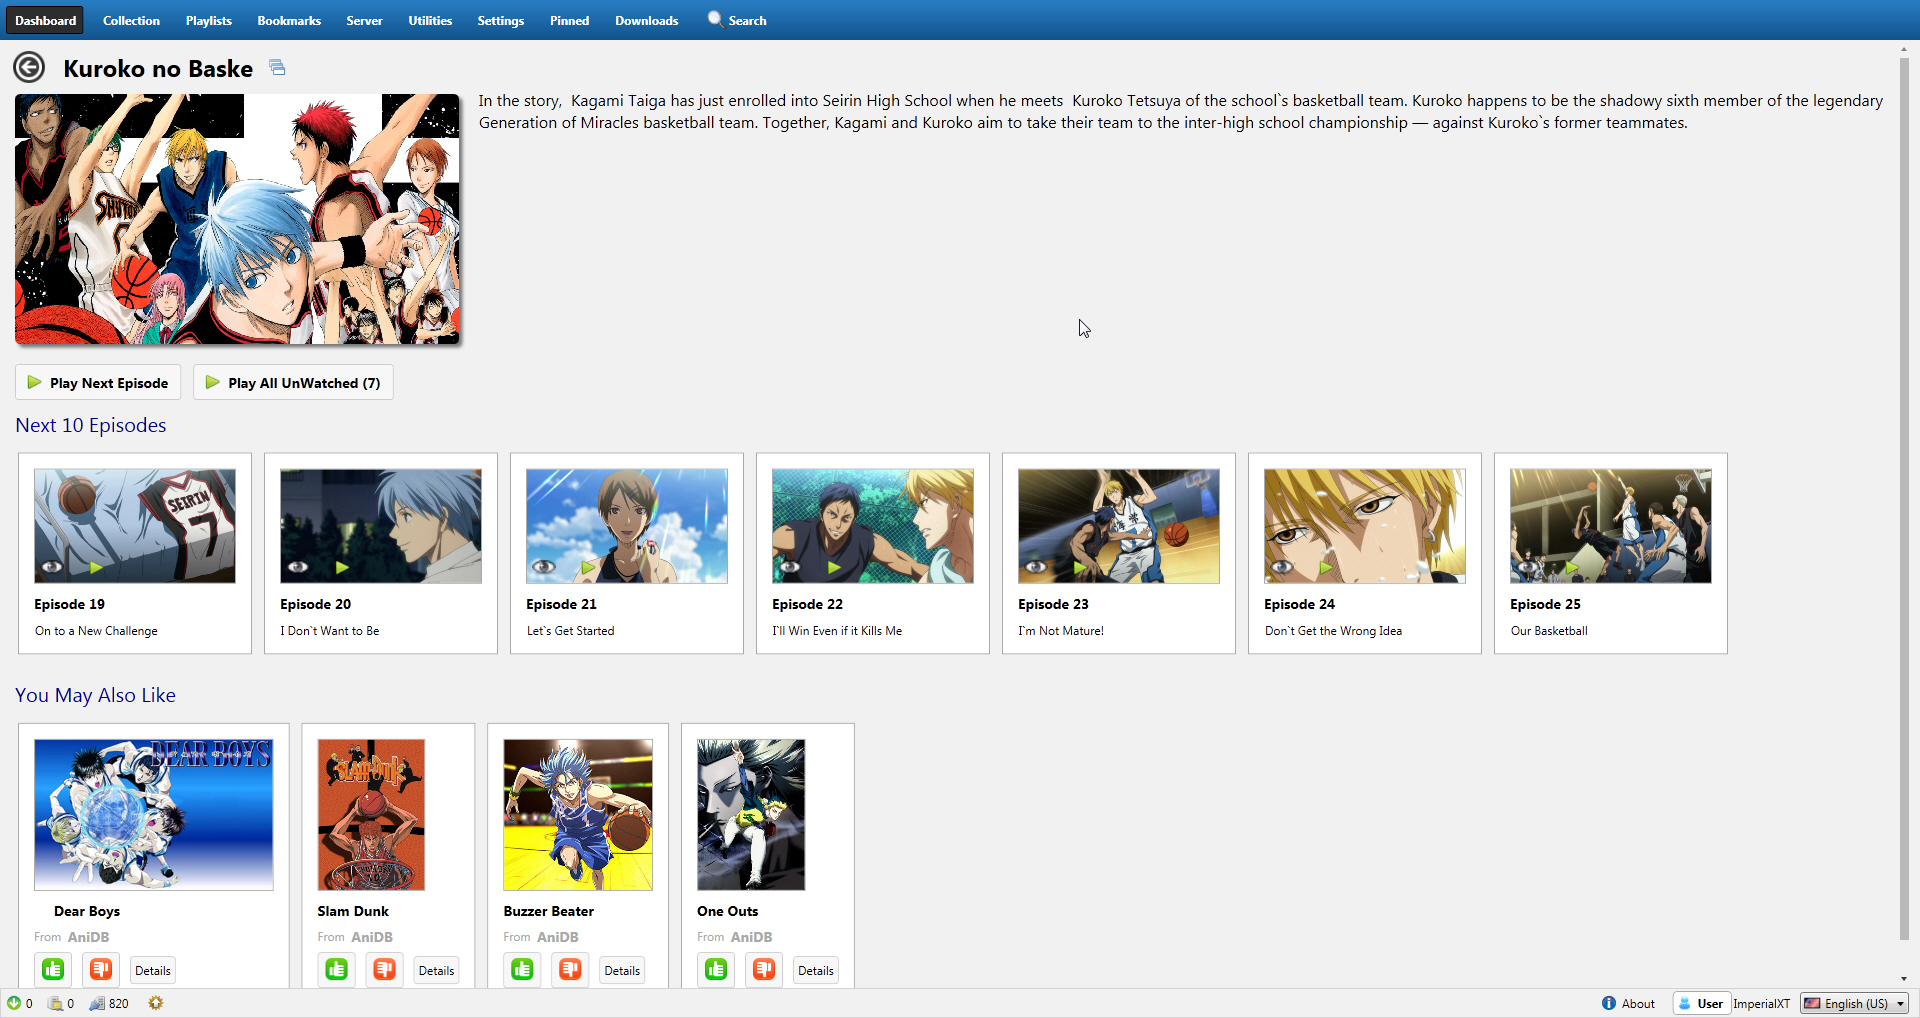 Dashboard Collection Playlists Bookmarks Server Utilities Settings Pinned Downloads Search
Kuroko no Baske
In the story,  Kagami Taiga has just enrolled into Seirin High School when he meets  Kuroko Tetsuya of the school`s basketball team. Kuroko happens to be the shadowy sixth member of the legendary
Generation of Miracles basketball team. Together, Kagami and Kuroko aim to take their team to the inter-high school championship — against Kuroko`s former teammates.
Play Next Episode Play All UnWatched (7)
Next 10 Episodes
SEIRIN
7
Episode 19 Episode 20 Episode 21 Episode 22 Episode 23 Episode 24 Episode 25
On to a New Challenge I Don`t Want to Be Let`s Get Started I`ll Win Even if it Kills Me I`m Not Mature! Don`t Get the Wrong Idea Our Basketball
You May Also Like
DEAR BOYS
SLAM DUNK
Dear Boys Slam Dunk Buzzer Beater One Outs
From AniDB From AniDB From AniDB From AniDB
Details Details Details Details
0 0 820 About User ImperialXT English (US)